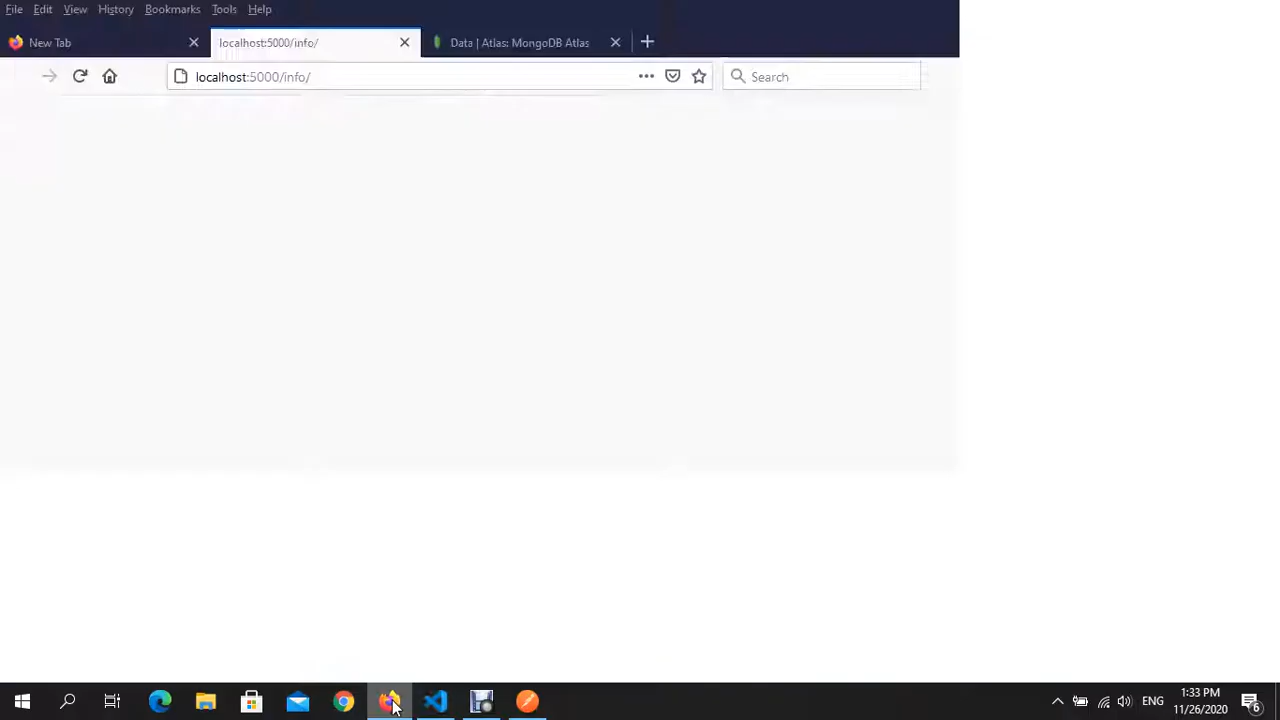 File Edit View History Bookmarks Tools Help
New Tab localhost:5000/info/ Data | Atlas: MongoDB Atlas
localhost:5000/info/ Search
ENG 1:33 PM
11/26/2020 6